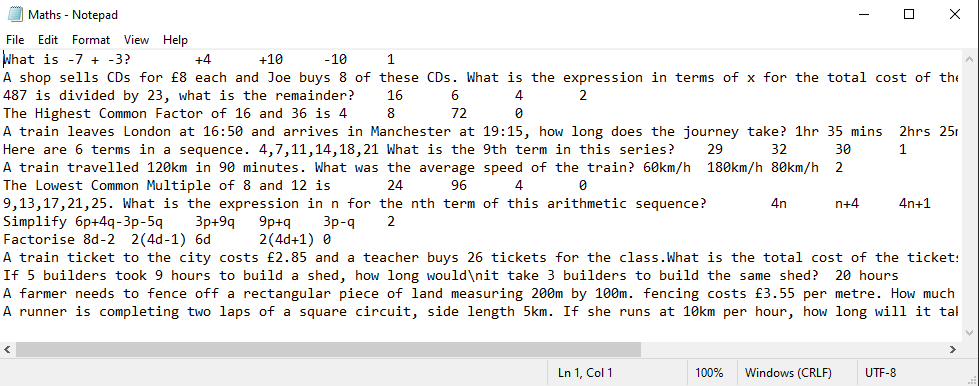 Maths - Notepad
File Edit Format View Help
What is -7 + -3? +4 +10 -10 1
A shop sells CDs for £8 each and Joe buys 8 of these CDs. What is the expression in terms of x for the total cost of the
487 is divided by 23, what is the remainder? 16 6 4 2
The Highest Common Factor of 16 and 36 is 4 8 72 0
A train leaves London at 16:50 and arrives in Manchester at 19:15, how long does the journey take? 1hr 35 mins 2hrs 25m
Here are 6 terms in a sequence. 4,7,11,14,18,21 What is the 9th term in this series? 29 32 30 1
A train travelled 120km in 90 minutes. What was the average speed of the train? 60km/h 180km/h 80km/h 2
The Lowest Common Multiple of 8 and 12 is 24 96 4 0
9,13,17,21,25. What is the expression in n for the nth term of this arithmetic sequence? 4n n+4 4n+1
Simplify 6p+4q-3p-5q 3p+9q 9p+q 3p-q 2
Factorise 8d-2 2(4d-1) 6d 2(4d+1) 0
A train ticket to the city costs £2.85 and a teacher buys 26 tickets for the class.What is the total cost of the tickets
If 5 builders took 9 hours to build a shed, how long would\nit take 3 builders to build the same shed? 20 hours
A farmer needs to fence off a rectangular piece of land measuring 200m by 100m. fencing costs £3.55 per metre. How much
A runner is completing two laps of a square circuit, side length 5km. If she runs at 10km per hour, how long will it tak
Ln 1, Col 1 100% Windows (CRLF) UTF-8